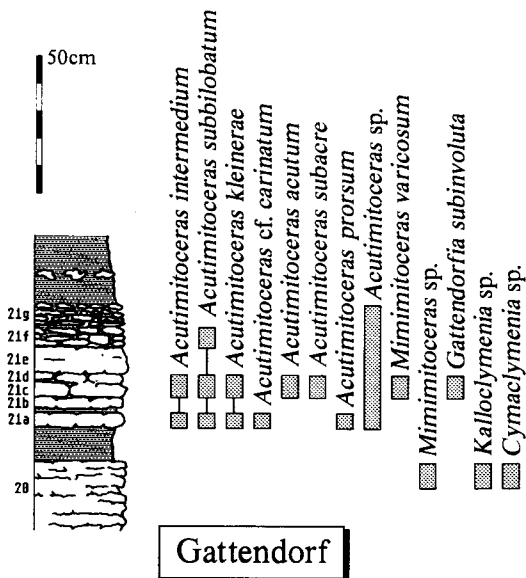 50cm
Acutimitoceras intermedium
Acutimitoceras subbilobatum
Acutimitoceras kleinerae
Acutimitoceras cf. carinatum
Acutimitoceras acutum
Acutimitoceras subacre
Acutimitoceras prorsum
Acutimitoceras sp.
Mimimitoceras varicosum
Mimimitoceras sp.
Gattendorfia subinvoluta
Kalloclymenia sp.
Cymaclymenia sp.
21g
21f
21e
21d
21c
21b
21a
20
Gattendorf